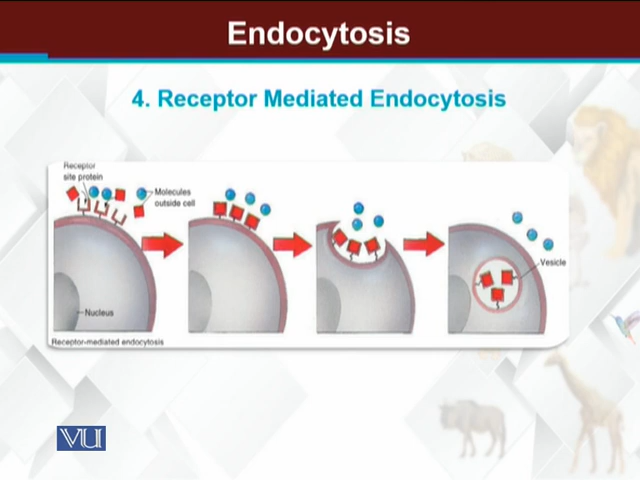 Endocytosis
4. Receptor Mediated Endocytosis
Receptor
site protein
Molecules
outside cell
Vesicle
Nucleus
Receptor-mediated endocytosis
VU